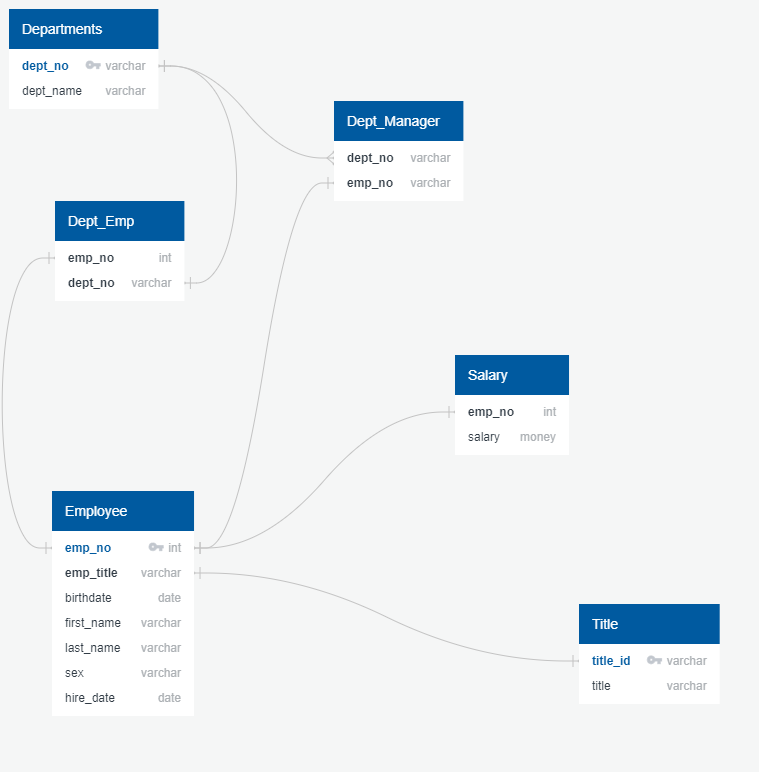 Departments
dept_no varchar
dept_name varchar
Dept_Manager
dept_no varchar
emp_no varchar
Dept_Emp
emp_no int
dept_no varchar
Salary
emp_no int
salary money
Employee
emp_no int
emp_title varchar
birthdate date
first_name varchar
last_name varchar
sex varchar
hire_date date
Title
title_id varchar
title varchar